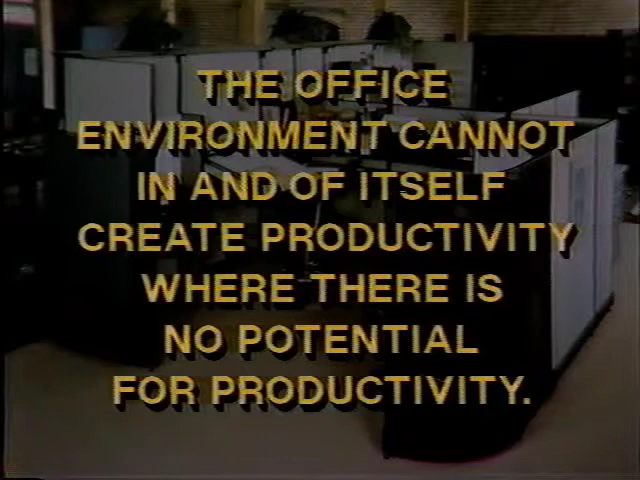 THE OFFICE
ENVIRONMENT CANNOT
IN AND OF ITSELF
CREATE PRODUCTIVITY
WHERE THERE IS
NO POTENTIAL
FOR PRODUCTIVITY.